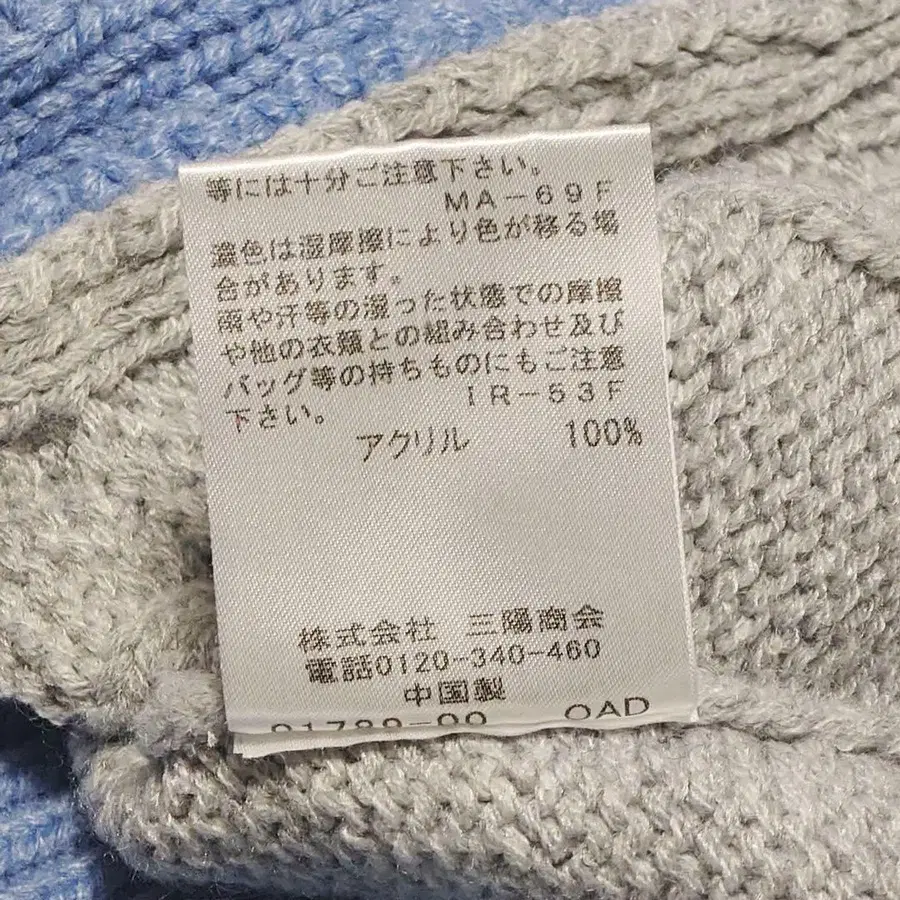 等には十分ご注意下さい。
MA-69F
濃色は湿摩擦により色が移る場
合があります。
雨や汗等の湿った状態での摩擦
や他の衣類との組み合わせ及び
バッグ等の持ちものにもご注意
下さい。 IR-53F
アクリル 100%
株式会社 三陽商会
電話0120-340-460
中国製
OAD